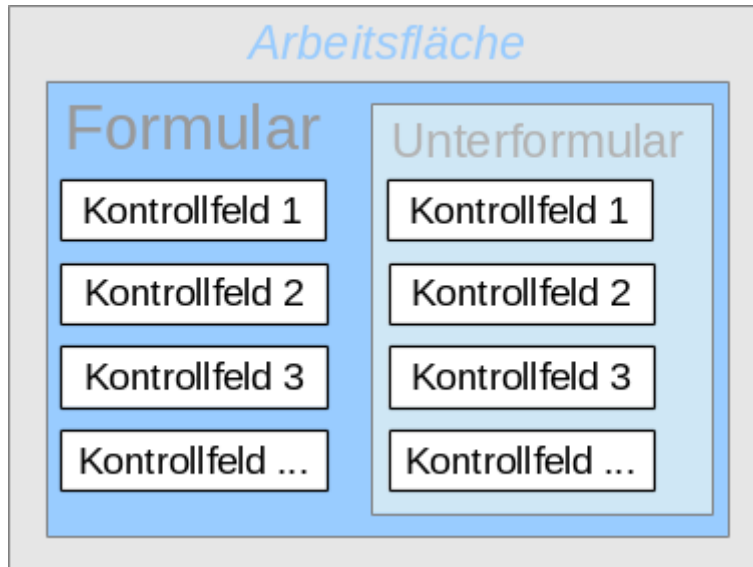 Arbeitsfläche
Formular
Kontrollfeld 1
Kontrollfeld 2
Kontrollfeld 3
Kontrollfeld ...
Unterformular
Kontrollfeld 1
Kontrollfeld 2
Kontrollfeld 3
Kontrollfeld ...